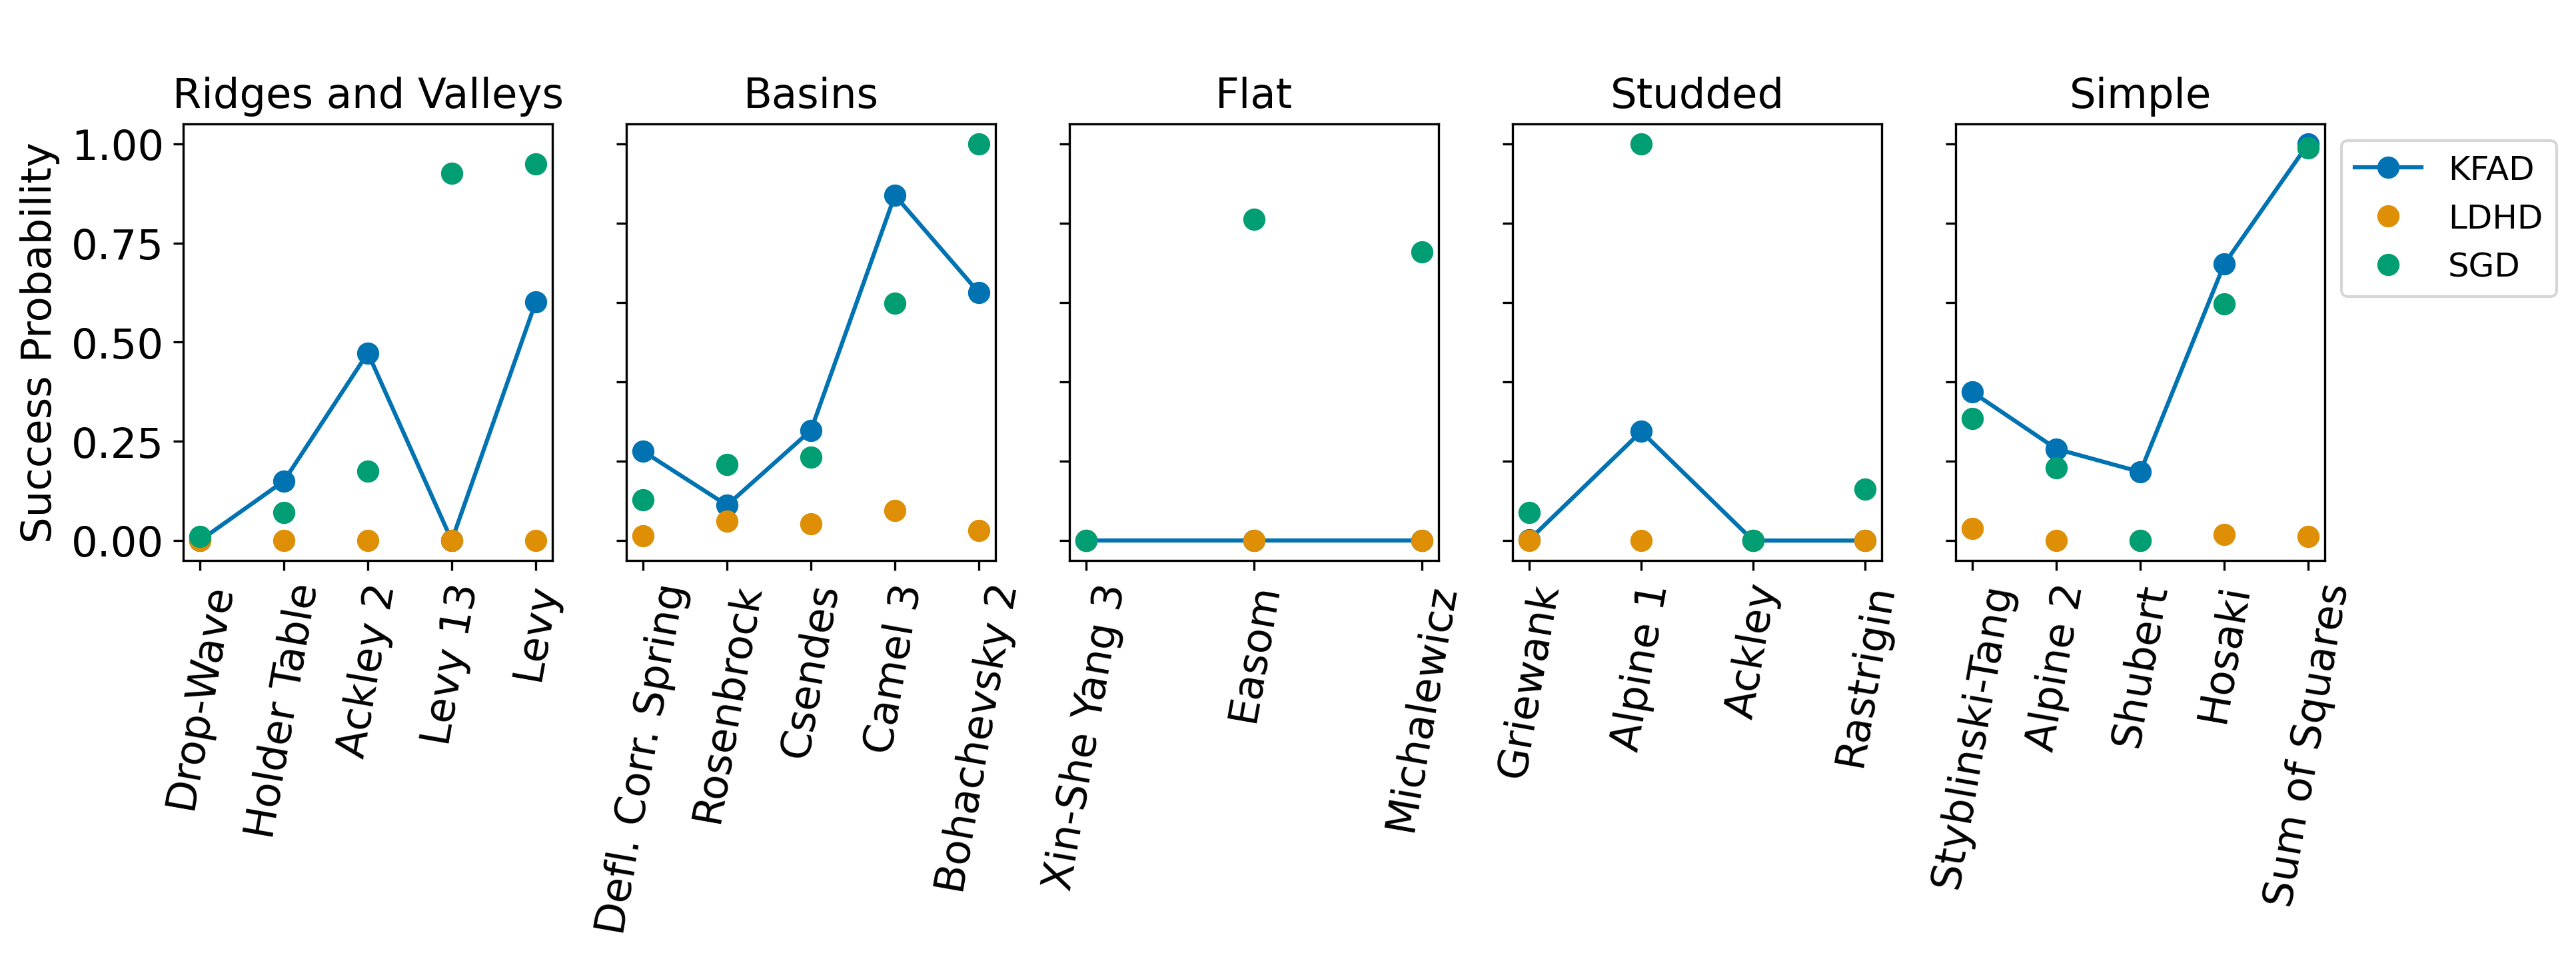 Ridges and Valleys
Basins
Flat
Studded
Simple
Success Probability
1.00
0.75
0.50
0.25
0.00
KFAD
LDHD
SGD
Drop-Wave
Holder Table
Ackley 2
Levy 13
Levy
Defl. Corr. Spring
Rosenbrock
Csendes
Camel 3
Bohachevsky 2
Xin-She Yang 3
Easom
Michalewicz
Griewank
Alpine 1
Ackley
Rastrigin
Styblinski-Tang
Alpine 2
Shubert
Hosaki
Sum of Squares